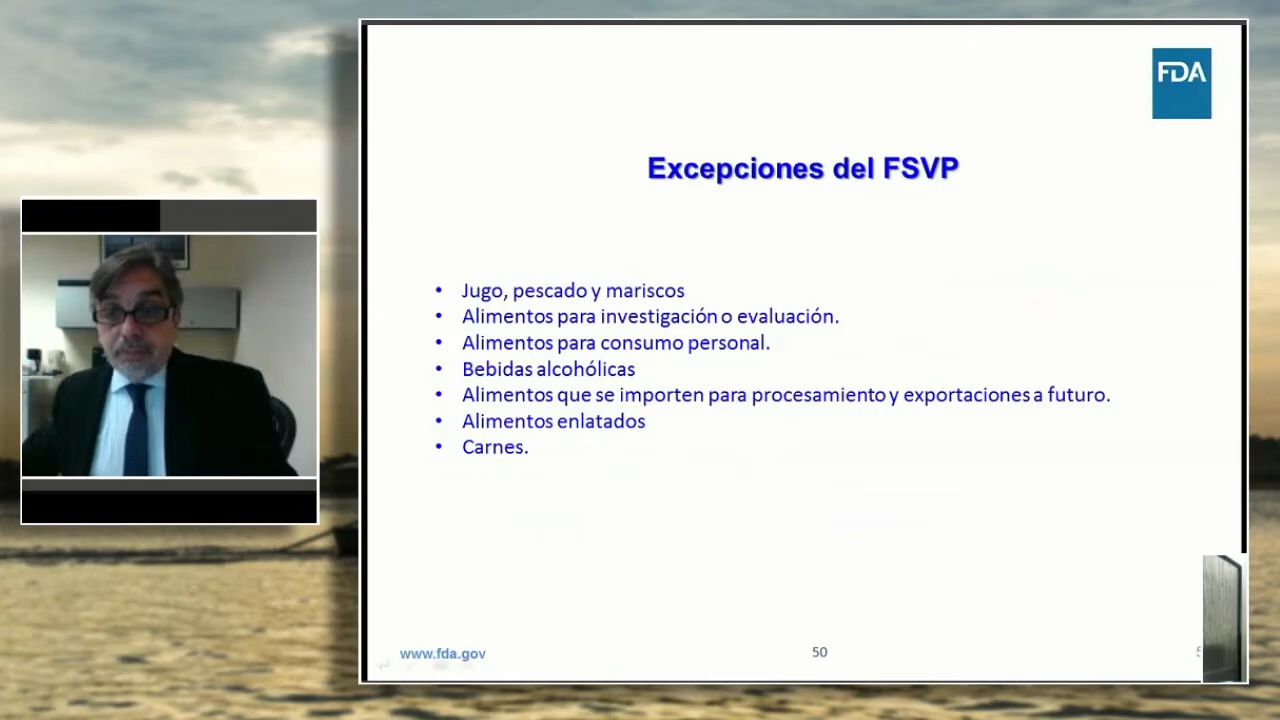 FDA
Excepciones del FSVP
• Jugo, pescado y mariscos
• Alimentos para investigación o evaluación.
• Alimentos para consumo personal.
• Bebidas alcohólicas
• Alimentos que se importen para procesamiento y exportaciones a futuro.
• Alimentos enlatados
• Carnes.
www.fda.gov
50